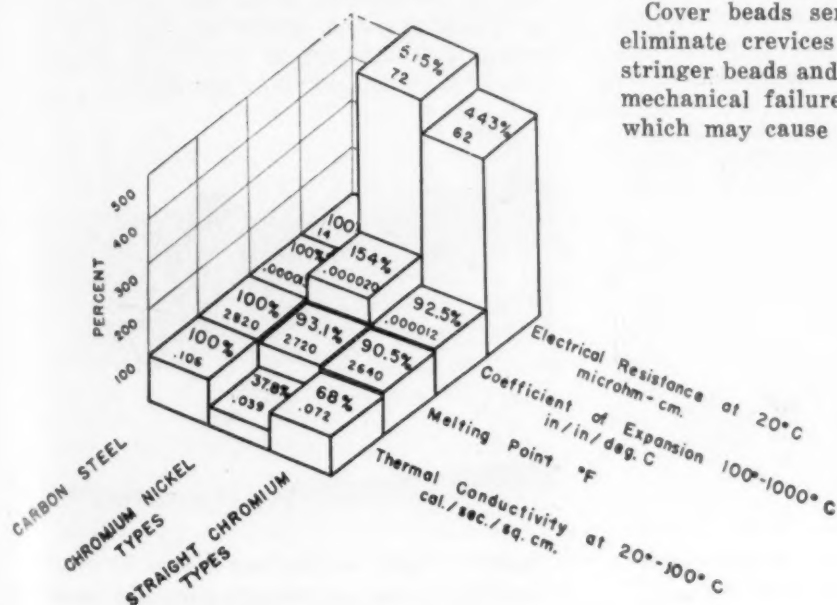 Cover beads
eliminate crevices
stringer beads and
mechanical failure
which may cause
515%
72
443%
62
100%
14
100%
154%
.000020
92.5%
.000012
100%
2820
93.1%
2720
90.5%
2640
100%
.106
37.8%
.039
68%
.072
500
400
300
200
100
PERCENT
CARBON STEEL
CHROMIUM NICKEL
TYPES
STRAIGHT CHROMIUM
TYPES
Electrical Resistance at 20°C
microhm-cm.
Coefficient of Expansion 100°-1000°C
in/in/deg. C
Melting Point °F
Thermal Conductivity at 20°-100°C
cal./sec./sq. cm.